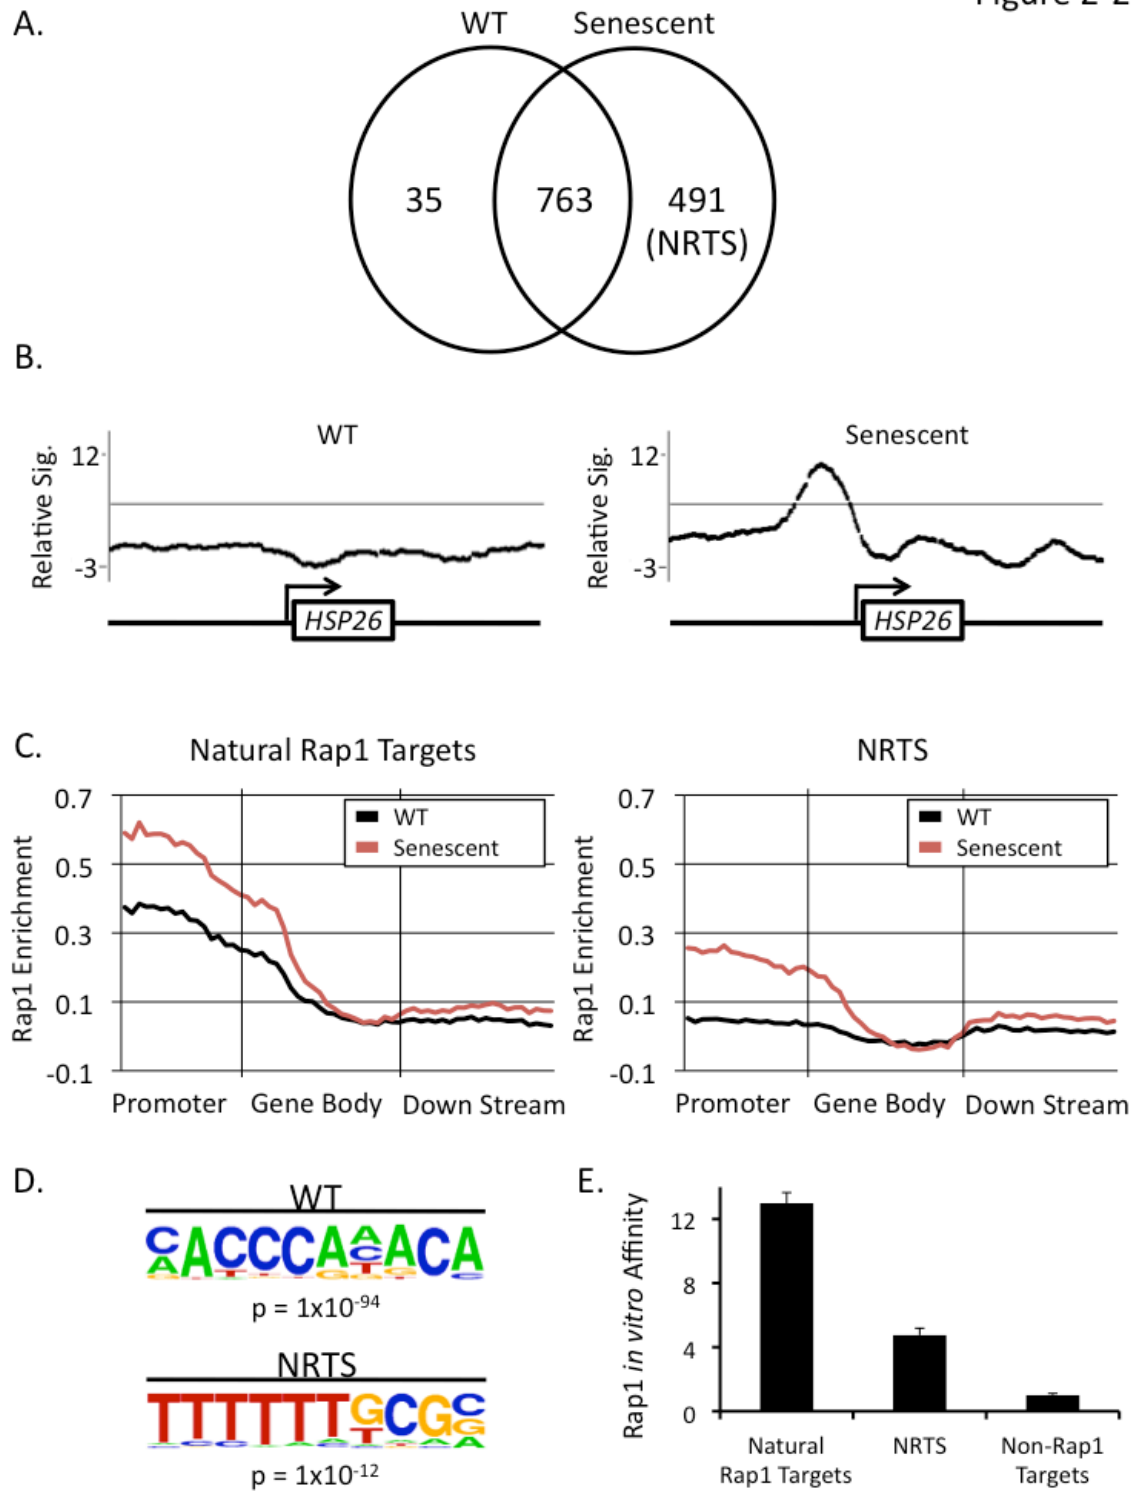 Figure 2-2
A.
WT Senescent
35 763 491
(NRTS)
B.
WT Senescent
Relative Sig. 12 -3 Relative Sig. 12 -3
HSP26 HSP26
C.
Natural Rap1 Targets NRTS
Rap1 Enrichment 0.7 0.5 0.3 0.1 -0.1
WT
Senescent
Promoter Gene Body Down Stream
Rap1 Enrichment 0.7 0.5 0.3 0.1 -0.1
WT
Senescent
Promoter Gene Body Down Stream
D.
WT
CACCCAAACA
p = 1x10-94
NRTS
TTTTTTGCGC
p = 1x10-12
E.
Rap1 in vitro Affinity
12
8
4
0
Natural
Rap1 Targets
NRTS
Non-Rap1
Targets